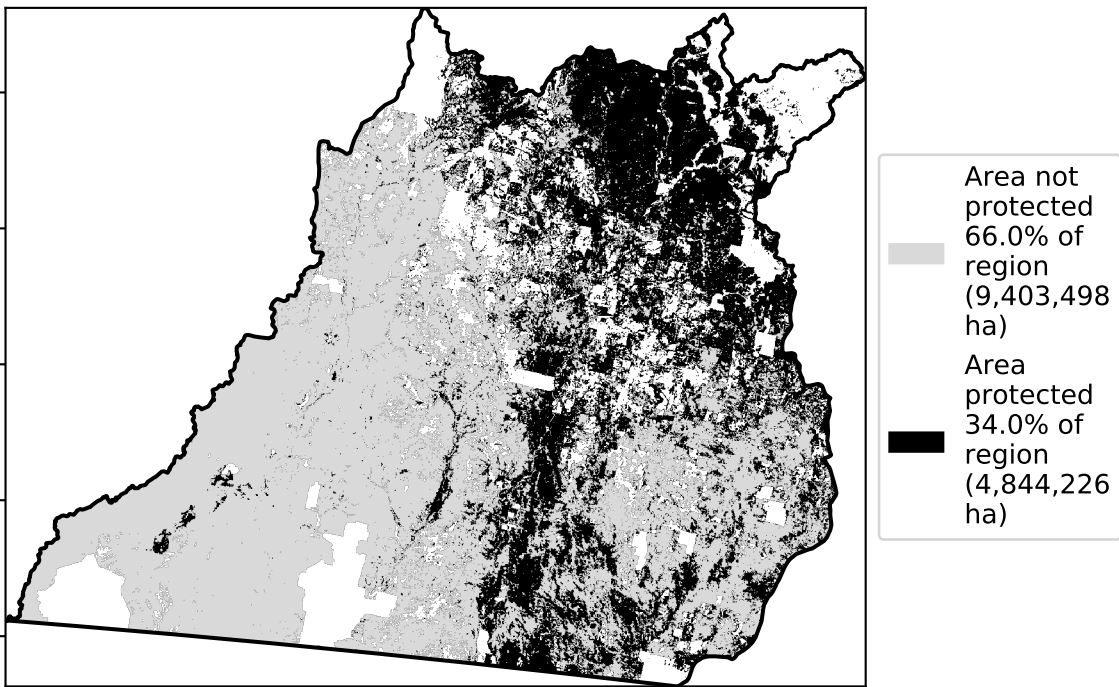 Area not
protected
66.0% of
region
(9,403,498
ha)
Area
protected
34.0% of
region
(4,844,226
ha)